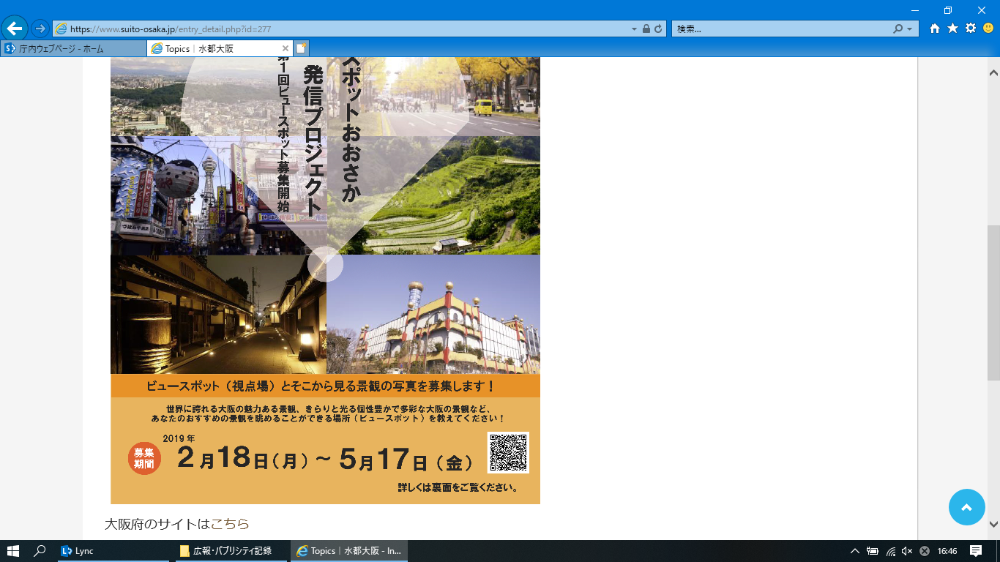 https://www.suito-osaka.jp/entry_detail.php?id=277
検索...
庁内ウェブページ - ホーム
Topics｜水都大阪
スポットおおさか
発信プロジェクト
第１回ビュースポット募集開始
づぼらやあお
ビュースポット（視点場）とそこから見る景観の写真を募集します！
世界に誇れる大阪の魅力ある景観、きらりと光る個性豊かで多彩な大阪の景観など、
あなたのおすすめの景観を眺めることができる場所（ビュースポット）を教えてください！
募集
期間
2019年
2月18日（月）～ 5月17日（金）
詳しくは裏面をご覧ください。
大阪府のサイトはこちら
Lync
広報・パブリシティ記録
Topics｜水都大阪 - In...
16:46